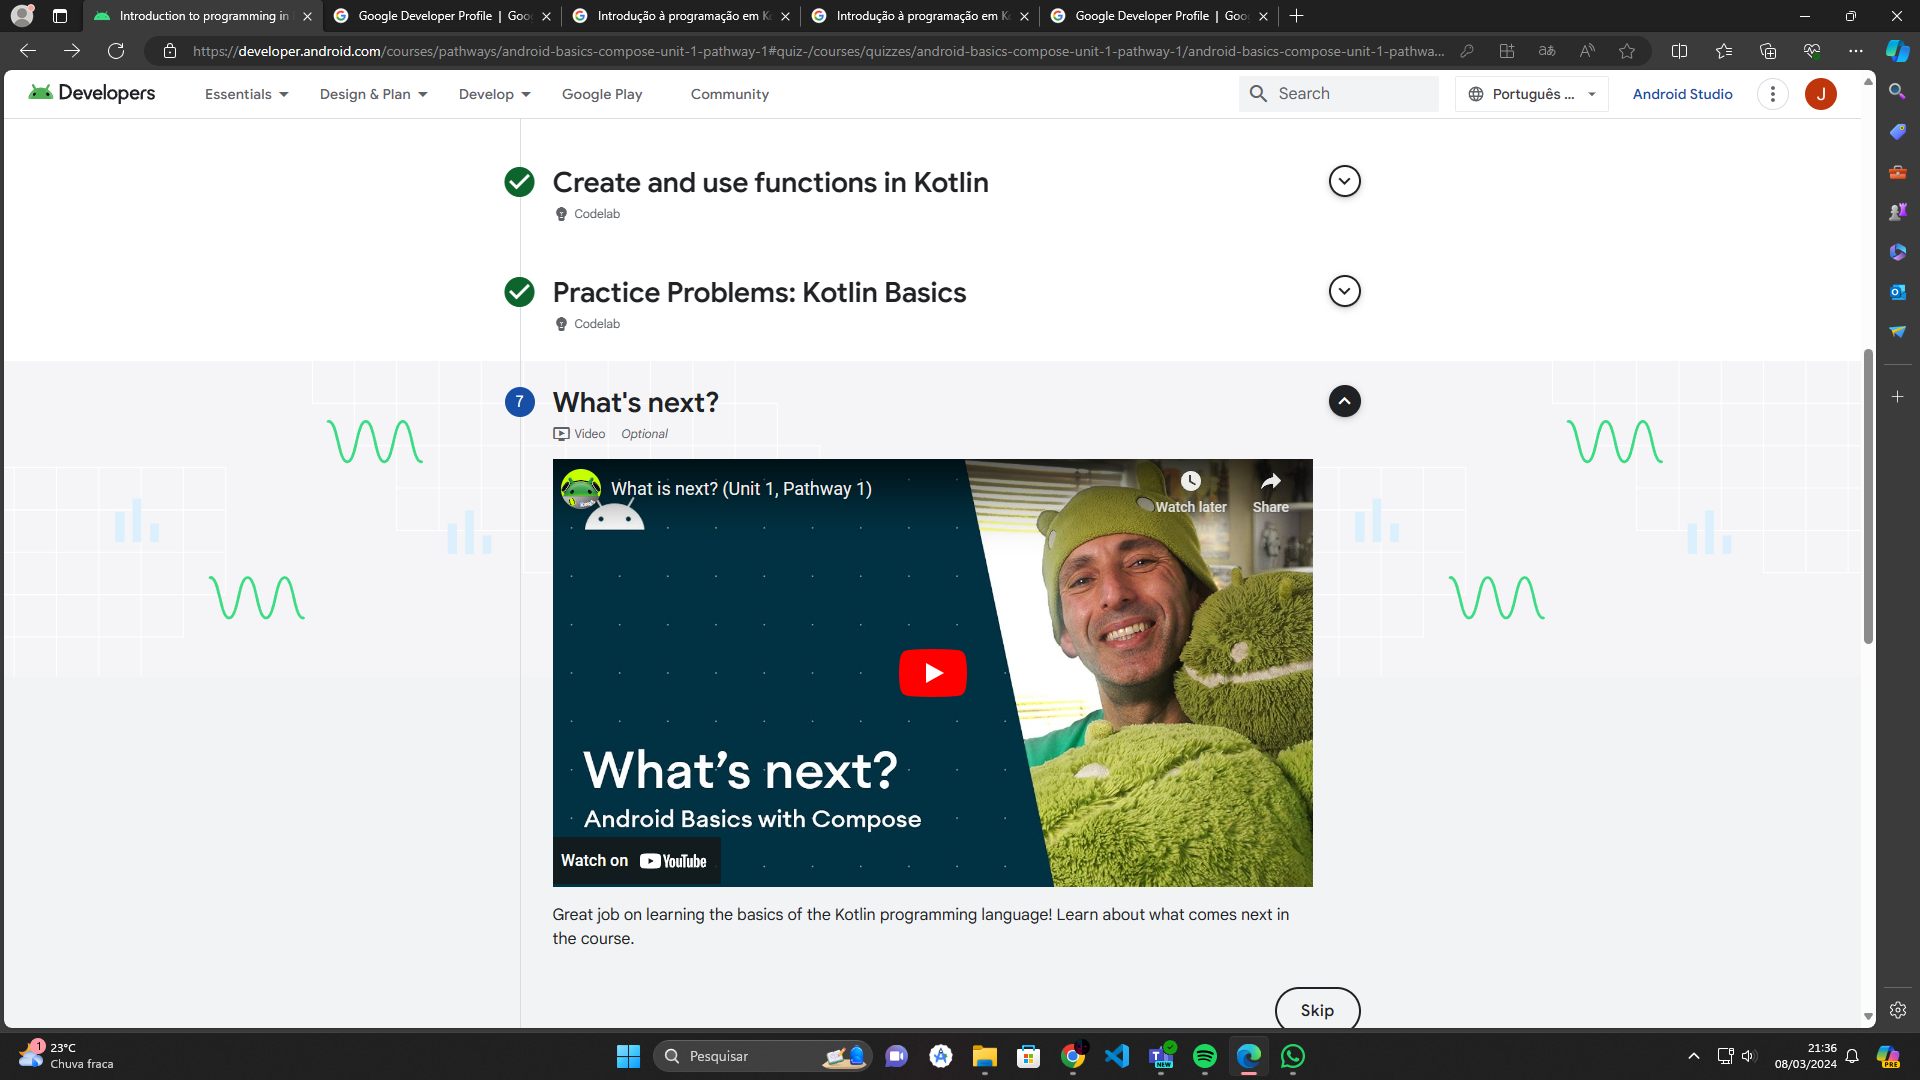 Introduction to programming in
Google Developer Profile | Goo
Introdução à programação em K
Introdução à programação em K
Google Developer Profile | Goo
https://developer.android.com/courses/pathways/android-basics-compose-unit-1-pathway-1#quiz-/courses/quizzes/android-basics-compose-unit-1-pathway-1/android-basics-compose-unit-1-pathwa...
Developers
Essentials
Design & Plan
Develop
Google Play
Community
Search
Português ...
Android Studio
J
Create and use functions in Kotlin
Codelab
Practice Problems: Kotlin Basics
Codelab
7
What's next?
Video
Optional
What is next? (Unit 1, Pathway 1)
Watch later
Share
What's next?
Android Basics with Compose
Watch on YouTube
Great job on learning the basics of the Kotlin programming language! Learn about what comes next in
the course.
Skip
1
23°C
Chuva fraca
Pesquisar
NEW
21:36
08/03/2024
PRE